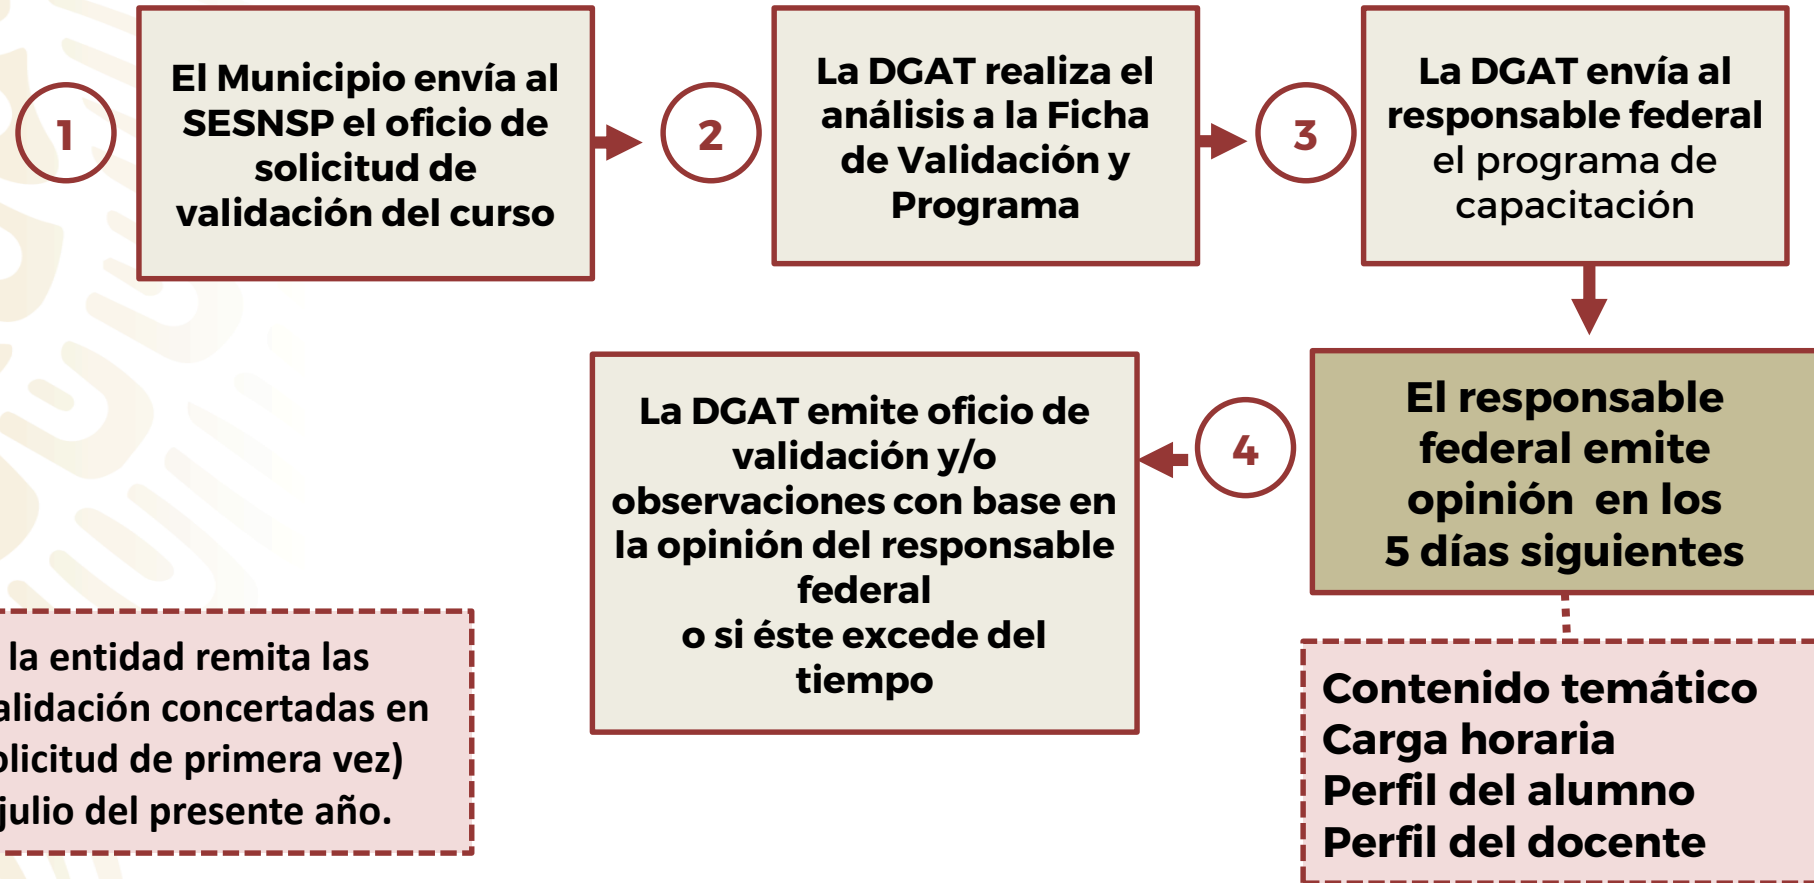 1
El Municipio envía al
SESNSP el oficio de
solicitud de
validación del curso
2
La DGAT realiza el
análisis a la Ficha
de Validación y
Programa
3
La DGAT envía al
responsable federal
el programa de
capacitación
El responsable
federal emite
opinión en los
5 días siguientes
4
La DGAT emite oficio de
validación y/o
observaciones con base en
la opinión del responsable
federal
o si éste excede del
tiempo
la entidad remita las
alidación concertadas en
olicitud de primera vez)
julio del presente año.
Contenido temático
Carga horaria
Perfil del alumno
Perfil del docente